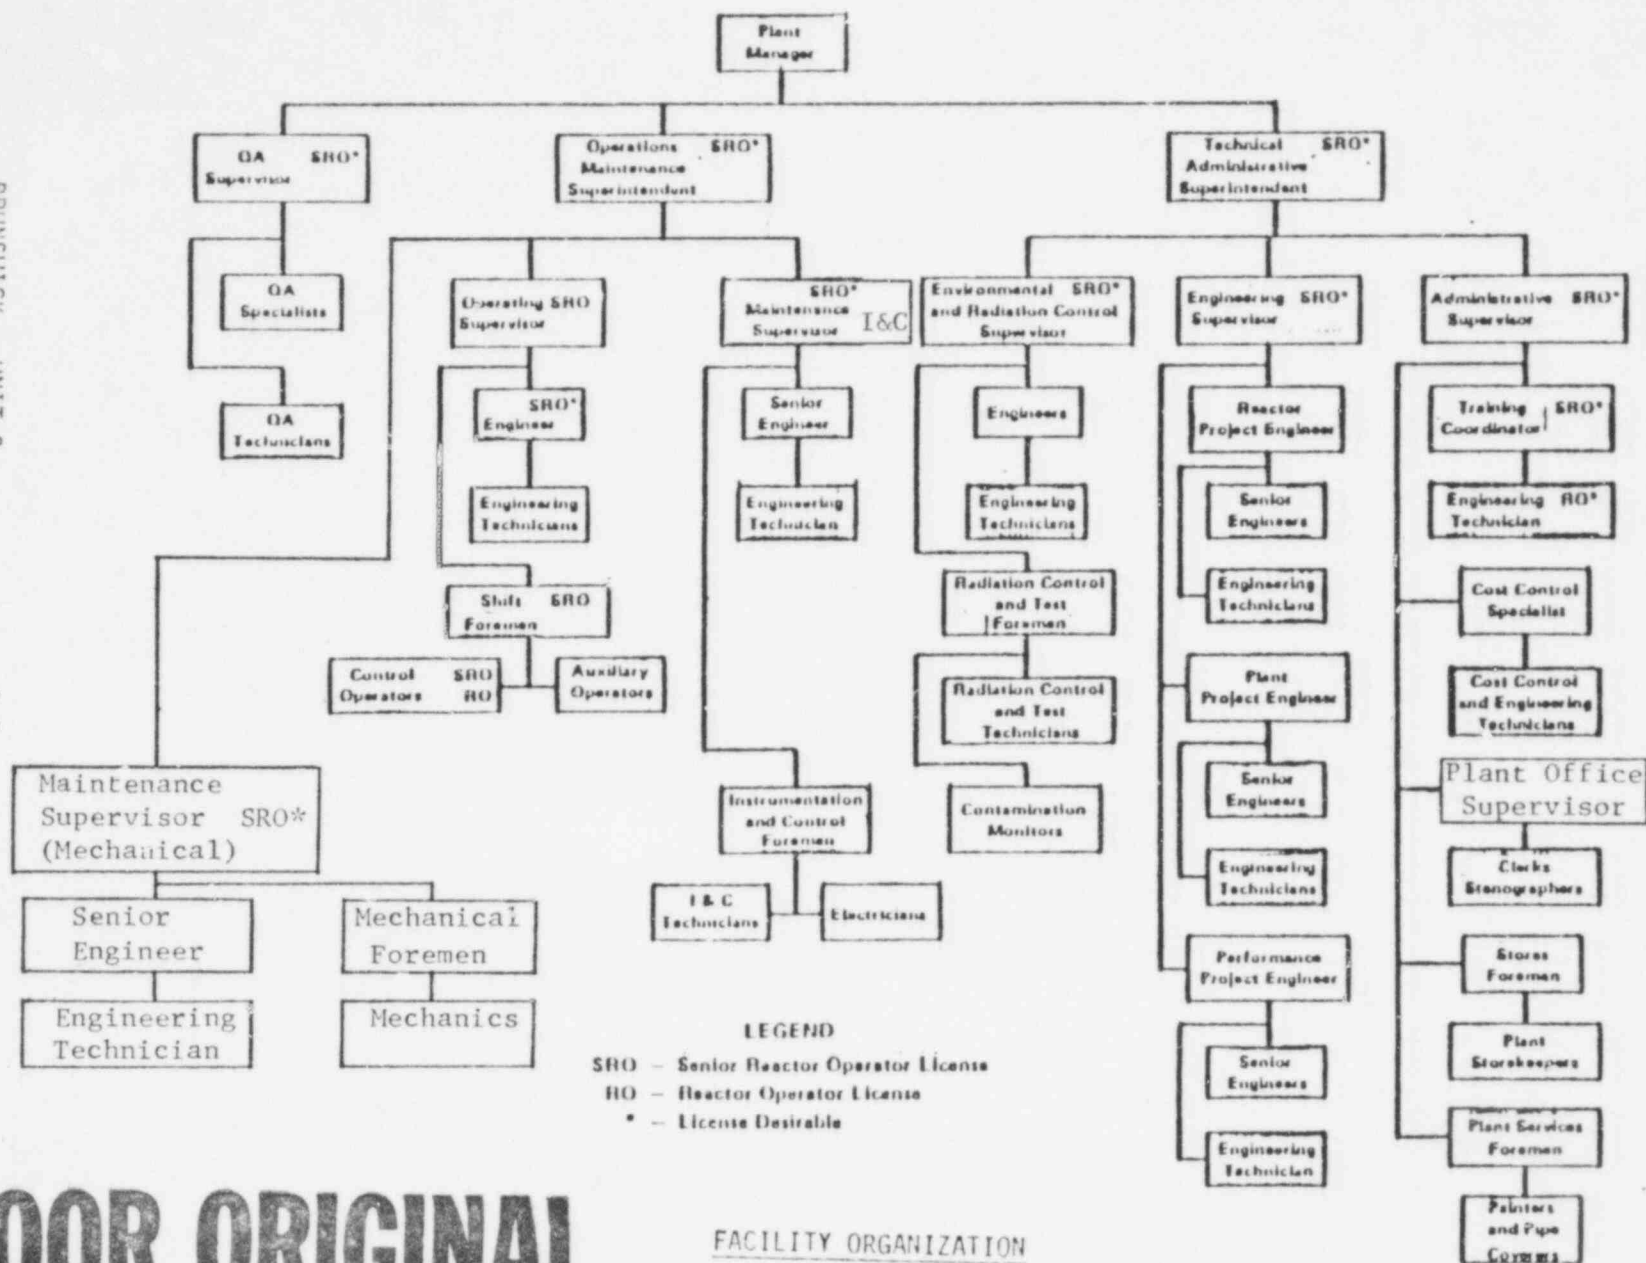 Plant
Manager
QA SRO*
Supervisor
Operations SRO*
Maintenance
Superintendent
Technical SRO*
Administrative
Superintendent
QA
Specialists
QA
Technicians
Operating SRO
Supervisor
SRO*
Engineer
Engineering
Technicians
Shift SRO
Foremen
Control SRO
Operators RO
Auxiliary
Operators
SRO*
Maintenance
Supervisor I&C
Senior
Engineer
Engineering
Technician
Instrumentation
and Control
Foremen
I & C
Technicians
Electricians
Maintenance
Supervisor SRO*
(Mechanical)
Senior
Engineer
Engineering
Technician
Mechanical
Foremen
Mechanics
Environmental SRO*
and Radiation Control
Supervisor
Engineers
Engineering
Technicians
Radiation Control
and Test
Foremen
Radiation Control
and Test
Technicians
Contamination
Monitors
Engineering SRO*
Supervisor
Reactor
Project Engineer
Senior
Engineers
Engineering
Technicians
Plant
Project Engineer
Senior
Engineers
Engineering
Technicians
Performance
Project Engineer
Senior
Engineers
Engineering
Technician
Administrative SRO*
Supervisor
Training SRO*
Coordinator
Engineering RO*
Technician
Cost Control
Specialist
Cost Control
and Engineering
Technicians
Plant Office
Supervisor
Clerks
Stenographers
Stores
Foremen
Plant
Storekeepers
Plant Services
Foremen
Painters
and Pipe
Coverers
LEGEND
SRO – Senior Reactor Operator License
RO – Reactor Operator License
* – License Desirable
OOR ORIGINAL
FACILITY ORGANIZATION